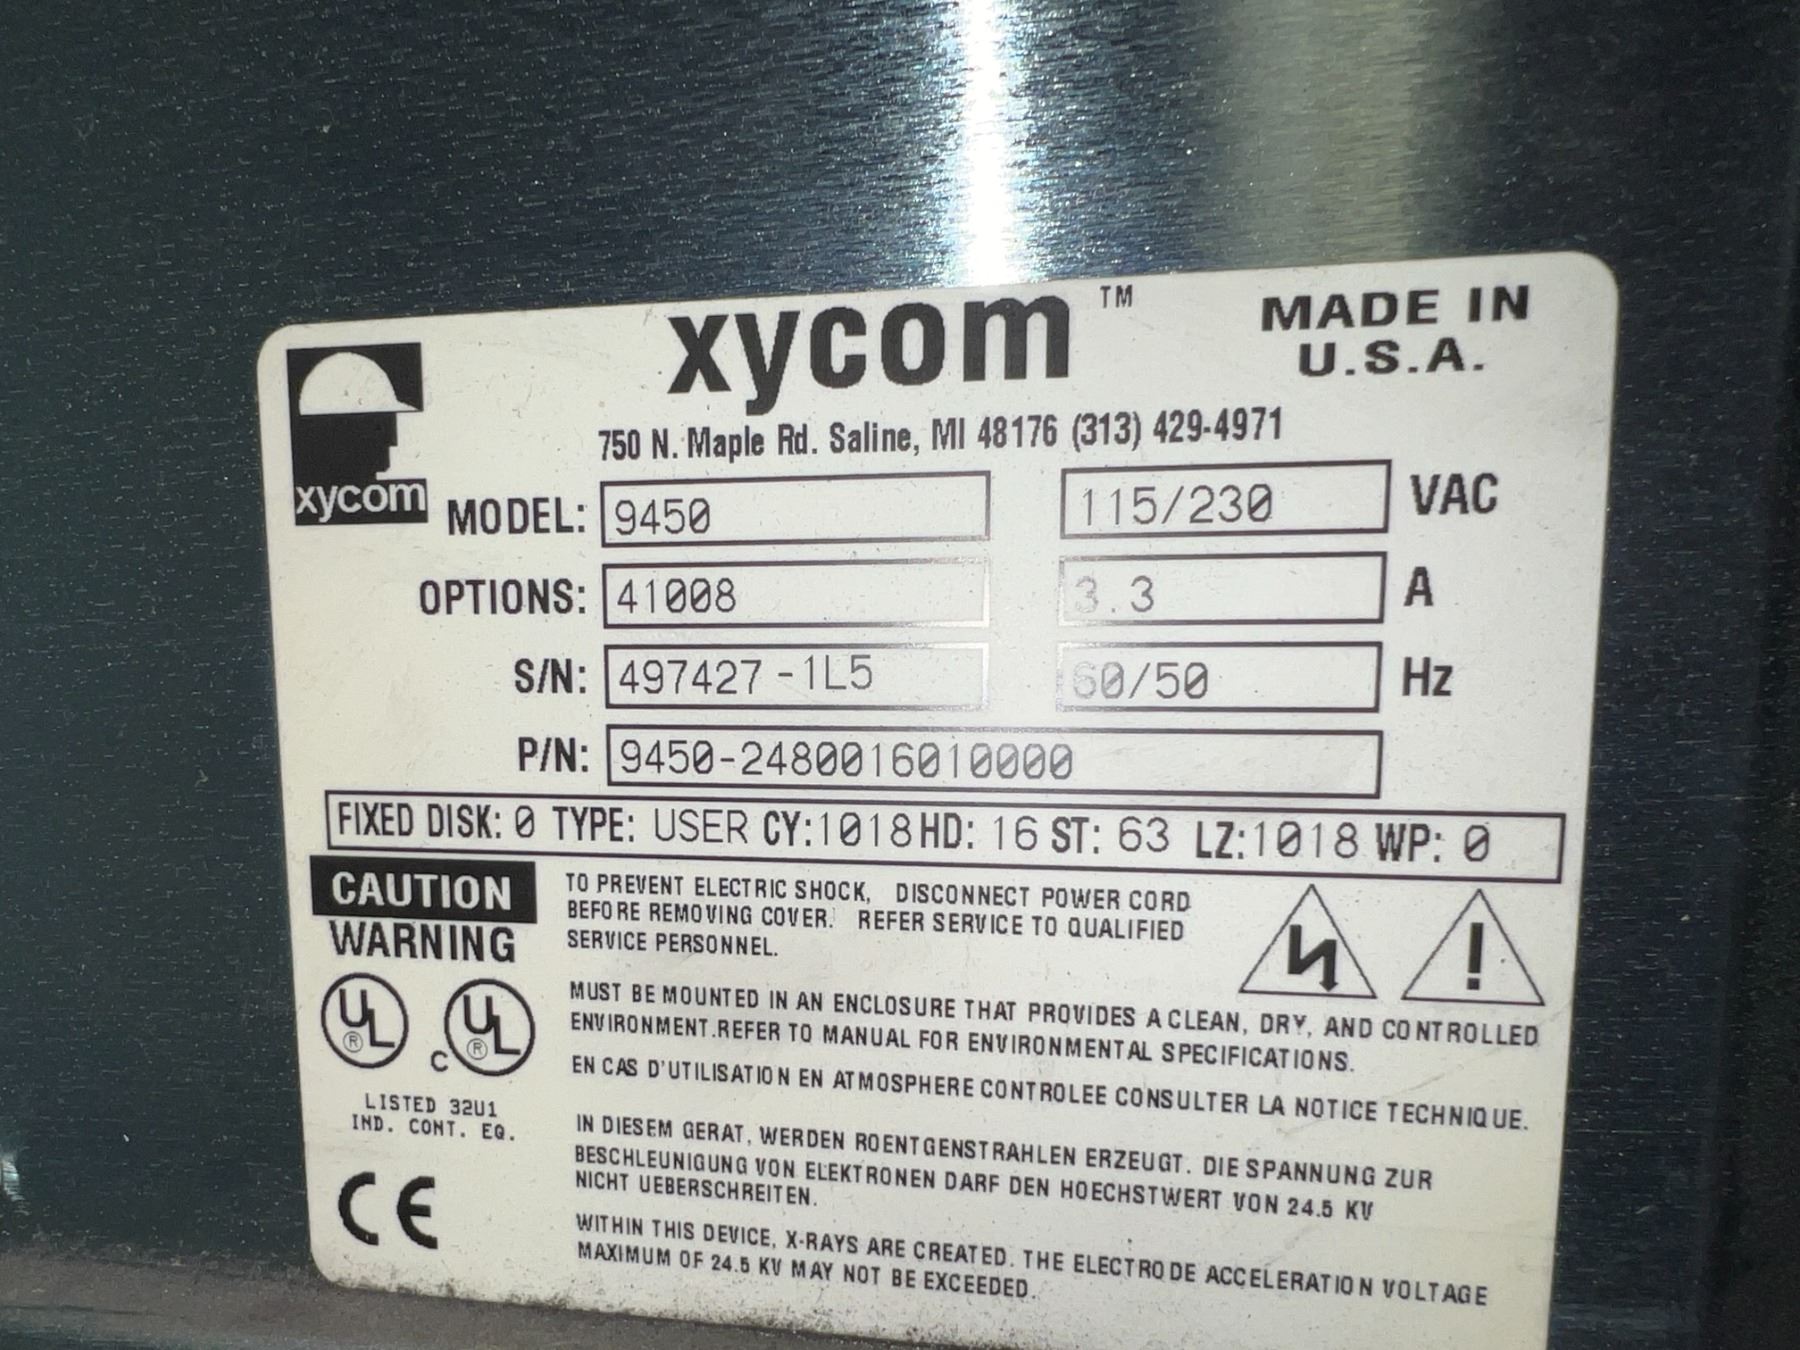 xycom™ MADE IN
U.S.A.
750 N. Maple Rd. Saline, MI 48176 (313) 429-4971
xycom
MODEL: 9450 115/230 VAC
OPTIONS: 41008 3.3 A
S/N: 497427-1L5 60/50 Hz
P/N: 9450-2480016010000
FIXED DISK: 0 TYPE: USER CY: 1018 HD: 16 ST: 63 LZ: 1018 WP: 0
CAUTION
WARNING
TO PREVENT ELECTRIC SHOCK, DISCONNECT POWER CORD
BEFORE REMOVING COVER. REFER SERVICE TO QUALIFIED
SERVICE PERSONNEL.
MUST BE MOUNTED IN AN ENCLOSURE THAT PROVIDES A CLEAN, DRY, AND CONTROLLED
ENVIRONMENT. REFER TO MANUAL FOR ENVIRONMENTAL SPECIFICATIONS.
EN CAS D'UTILISATION EN ATMOSPHERE CONTROLEE CONSULTER LA NOTICE TECHNIQUE.
UL ® C UL ®
LISTED 32U1
IND. CONT. EQ.
CE
IN DIESEM GERAT, WERDEN ROENTGENSTRAHLEN ERZEUGT. DIE SPANNUNG ZUR
BESCHLEUNIGUNG VON ELEKTRONEN DARF DEN HOECHSTWERT VON 24.5 KV
NICHT UEBERSCHREITEN.
WITHIN THIS DEVICE, X-RAYS ARE CREATED. THE ELECTRODE ACCELERATION VOLTAGE
MAXIMUM OF 24.5 KV MAY NOT BE EXCEEDED.